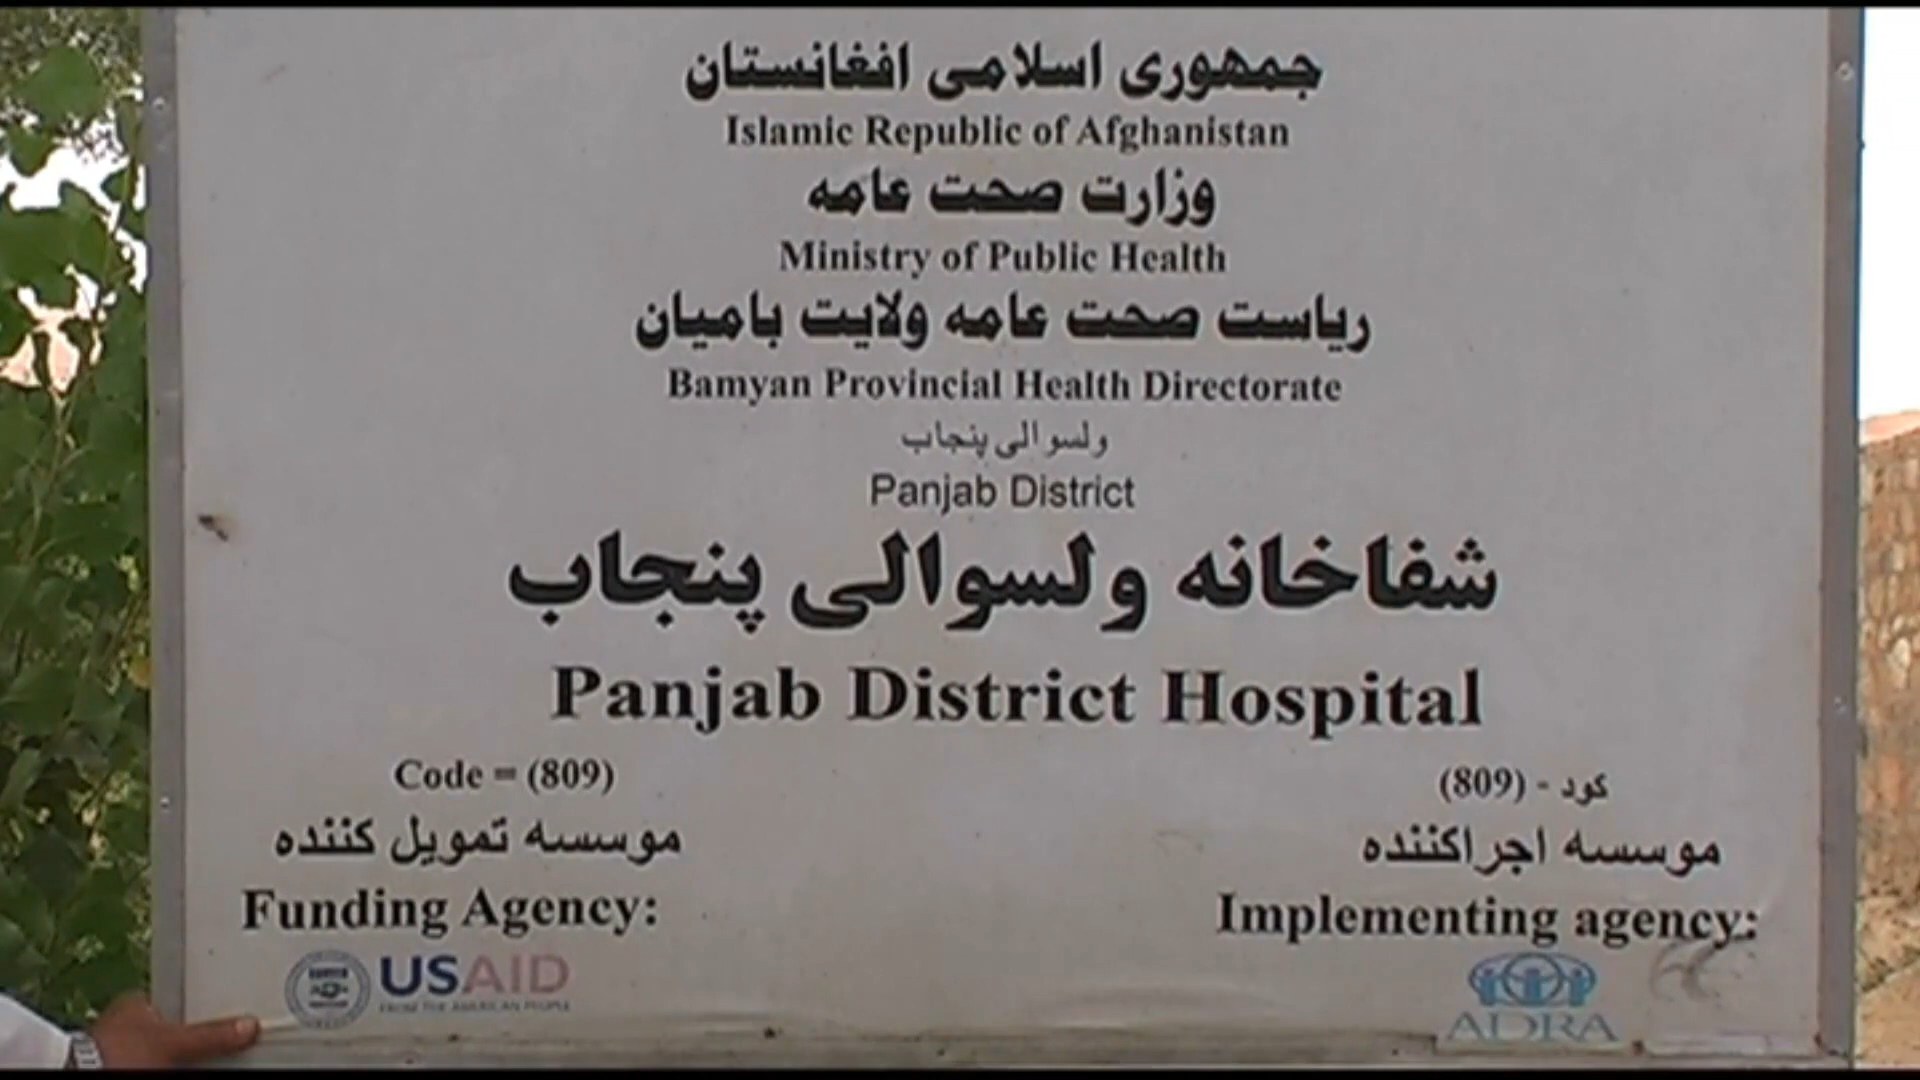 جمهوری اسلامی افغانستان
Islamic Republic of Afghanistan
وزارت صحت عامه
Ministry of Public Health
ریاست صحت عامه ولایت بامیان
Bamyan Provincial Health Directorate
ولسوالی پنجاب
Panjab District
شفاخانه ولسوالی پنجاب
Panjab District Hospital
Code = (809)
کود - (809)
موسسه تمویل کننده
موسسه اجراکننده
Funding Agency:
Implementing agency:
USAID
FROM THE AMERICAN PEOPLE
ADRA